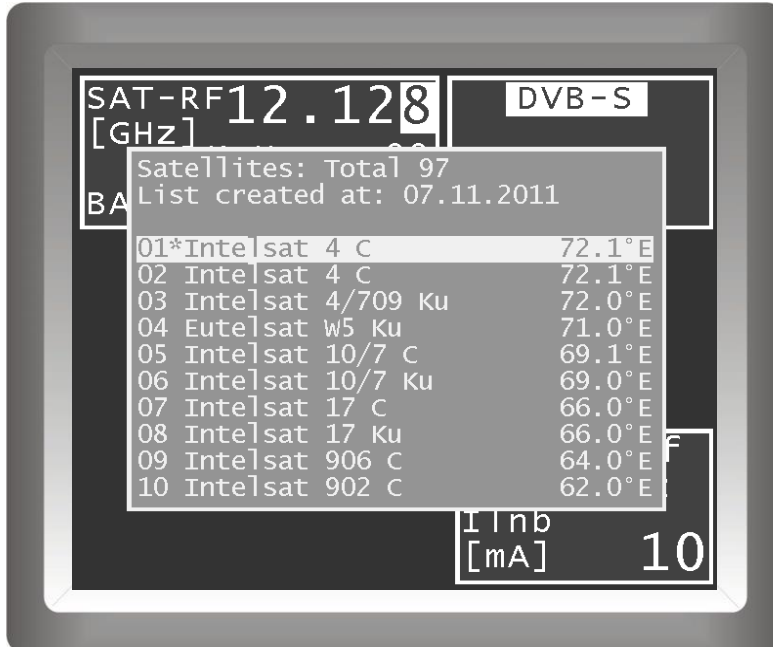 SAT-RF 12.128
[GHz]
DVB-S
BA
Satellites: Total 97
List created at: 07.11.2011
01*Intelsat 4 C 72.1°E
02 Intelsat 4 C 72.1°E
03 Intelsat 4/709 Ku 72.0°E
04 Eutelsat W5 Ku 71.0°E
05 Intelsat 10/7 C 69.1°E
06 Intelsat 10/7 Ku 69.0°E
07 Intelsat 17 C 66.0°E
08 Intelsat 17 Ku 66.0°E
09 Intelsat 906 C 64.0°E
10 Intelsat 902 C 62.0°E
Ilnb
[mA] 10